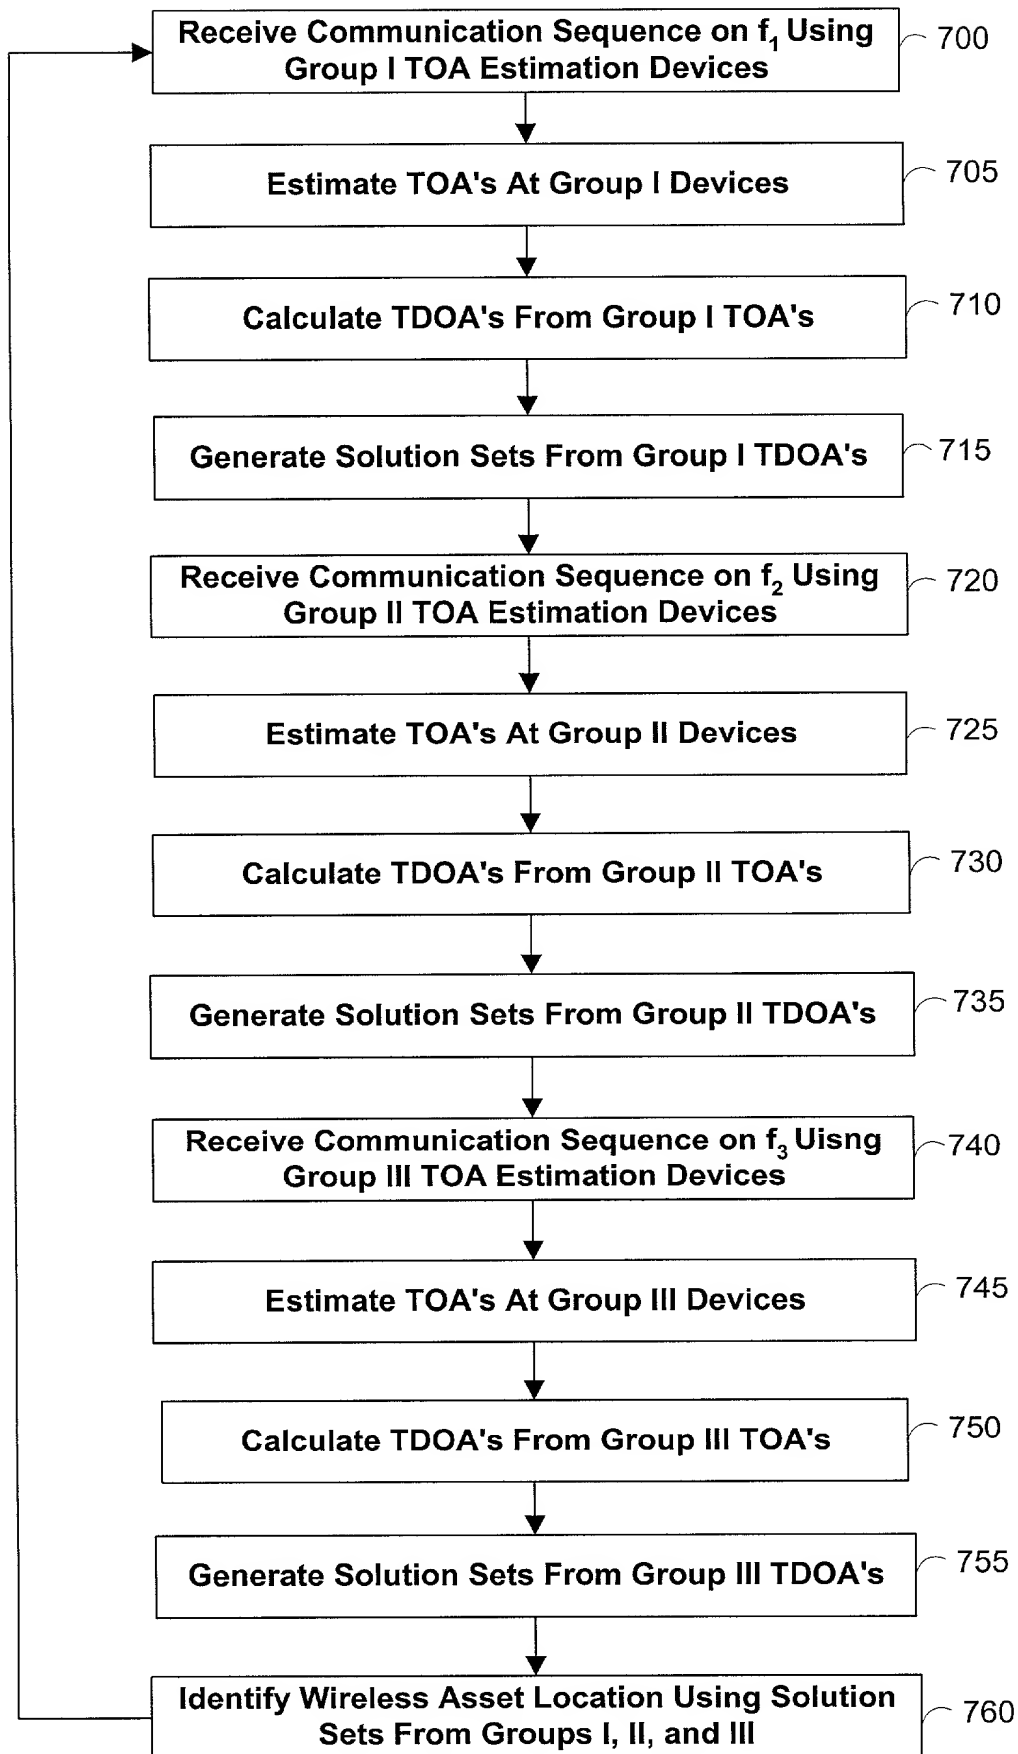 Receive Communication Sequence on f1 Using
Group I TOA Estimation Devices
700
Estimate TOA's At Group I Devices
705
Calculate TDOA's From Group I TOA's
710
Generate Solution Sets From Group I TDOA's
715
Receive Communication Sequence on f2 Using
Group II TOA Estimation Devices
720
Estimate TOA's At Group II Devices
725
Calculate TDOA's From Group II TOA's
730
Generate Solution Sets From Group II TDOA's
735
Receive Communication Sequence on f3 Uisng
Group III TOA Estimation Devices
740
Estimate TOA's At Group III Devices
745
Calculate TDOA's From Group III TOA's
750
Generate Solution Sets From Group III TDOA's
755
Identify Wireless Asset Location Using Solution
Sets From Groups I, II, and III
760